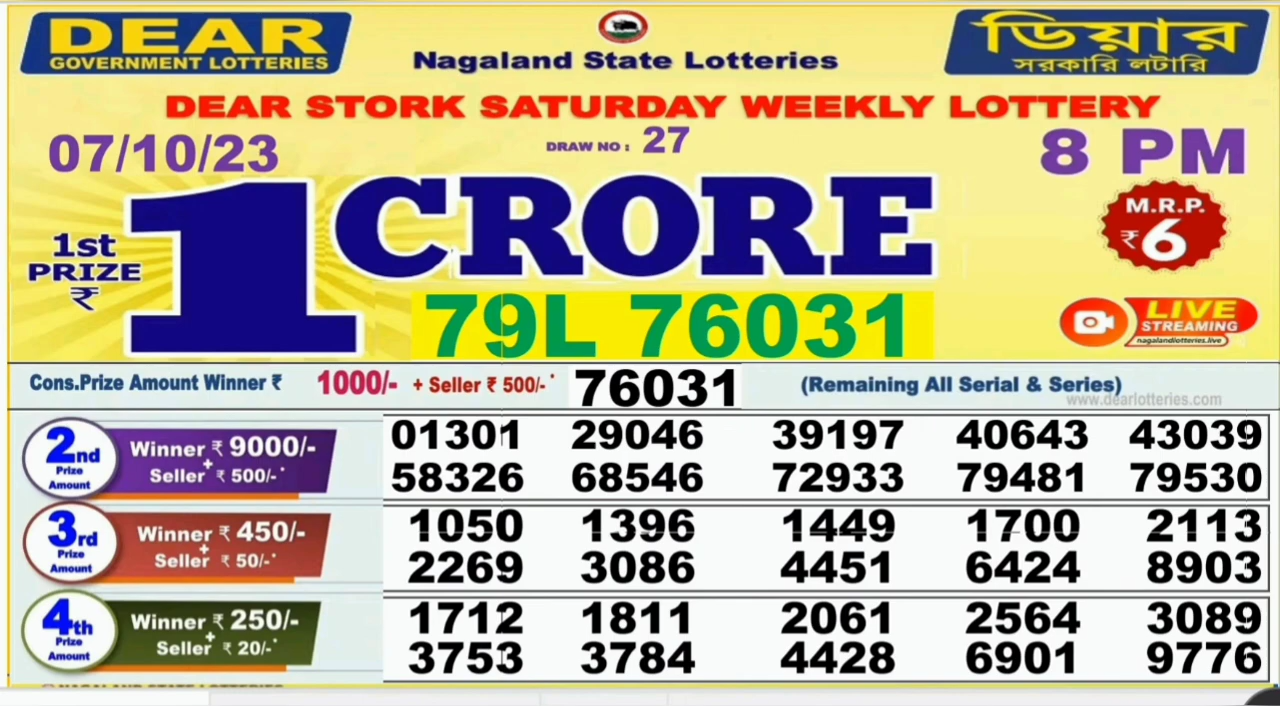 DEAR
GOVERNMENT LOTTERIES
Nagaland State Lotteries
ডিয়ার
সরকারি লটারি
DEAR STORK SATURDAY WEEKLY LOTTERY
07/10/23
DRAW NO : 27
8 PM
1st
PRIZE
₹
1 CRORE
M.R.P.
₹ 6
79L 76031
LIVE
STREAMING
nagalandlotteries.live
Cons.Prize Amount Winner ₹ 1000/- + Seller ₹ 500/-* 76031 (Remaining All Serial & Series)
www.dearlotteries.com
2nd
Prize
Amount
Winner ₹ 9000/-
+
Seller ₹ 500/-*
01301 29046 39197 40643 43039
58326 68546 72933 79481 79530
3rd
Prize
Amount
Winner ₹ 450/-
+
Seller ₹ 50/-*
1050 1396 1449 1700 2113
2269 3086 4451 6424 8903
4th
Prize
Amount
Winner ₹ 250/-
+
Seller ₹ 20/-*
1712 1811 2061 2564 3089
3753 3784 4428 6901 9776